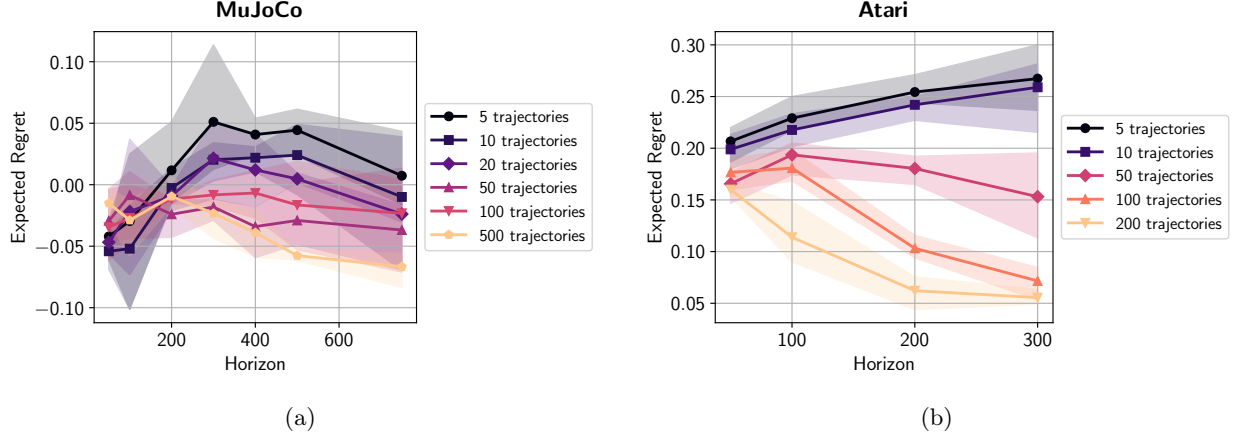 MuJoCo
Expected Regret
0.10
0.05
0.00
−0.05
−0.10
200
400
600
Horizon
5 trajectories
10 trajectories
20 trajectories
50 trajectories
100 trajectories
500 trajectories
(a)
Atari
Expected Regret
0.30
0.25
0.20
0.15
0.10
0.05
100
200
300
Horizon
5 trajectories
10 trajectories
50 trajectories
100 trajectories
200 trajectories
(b)